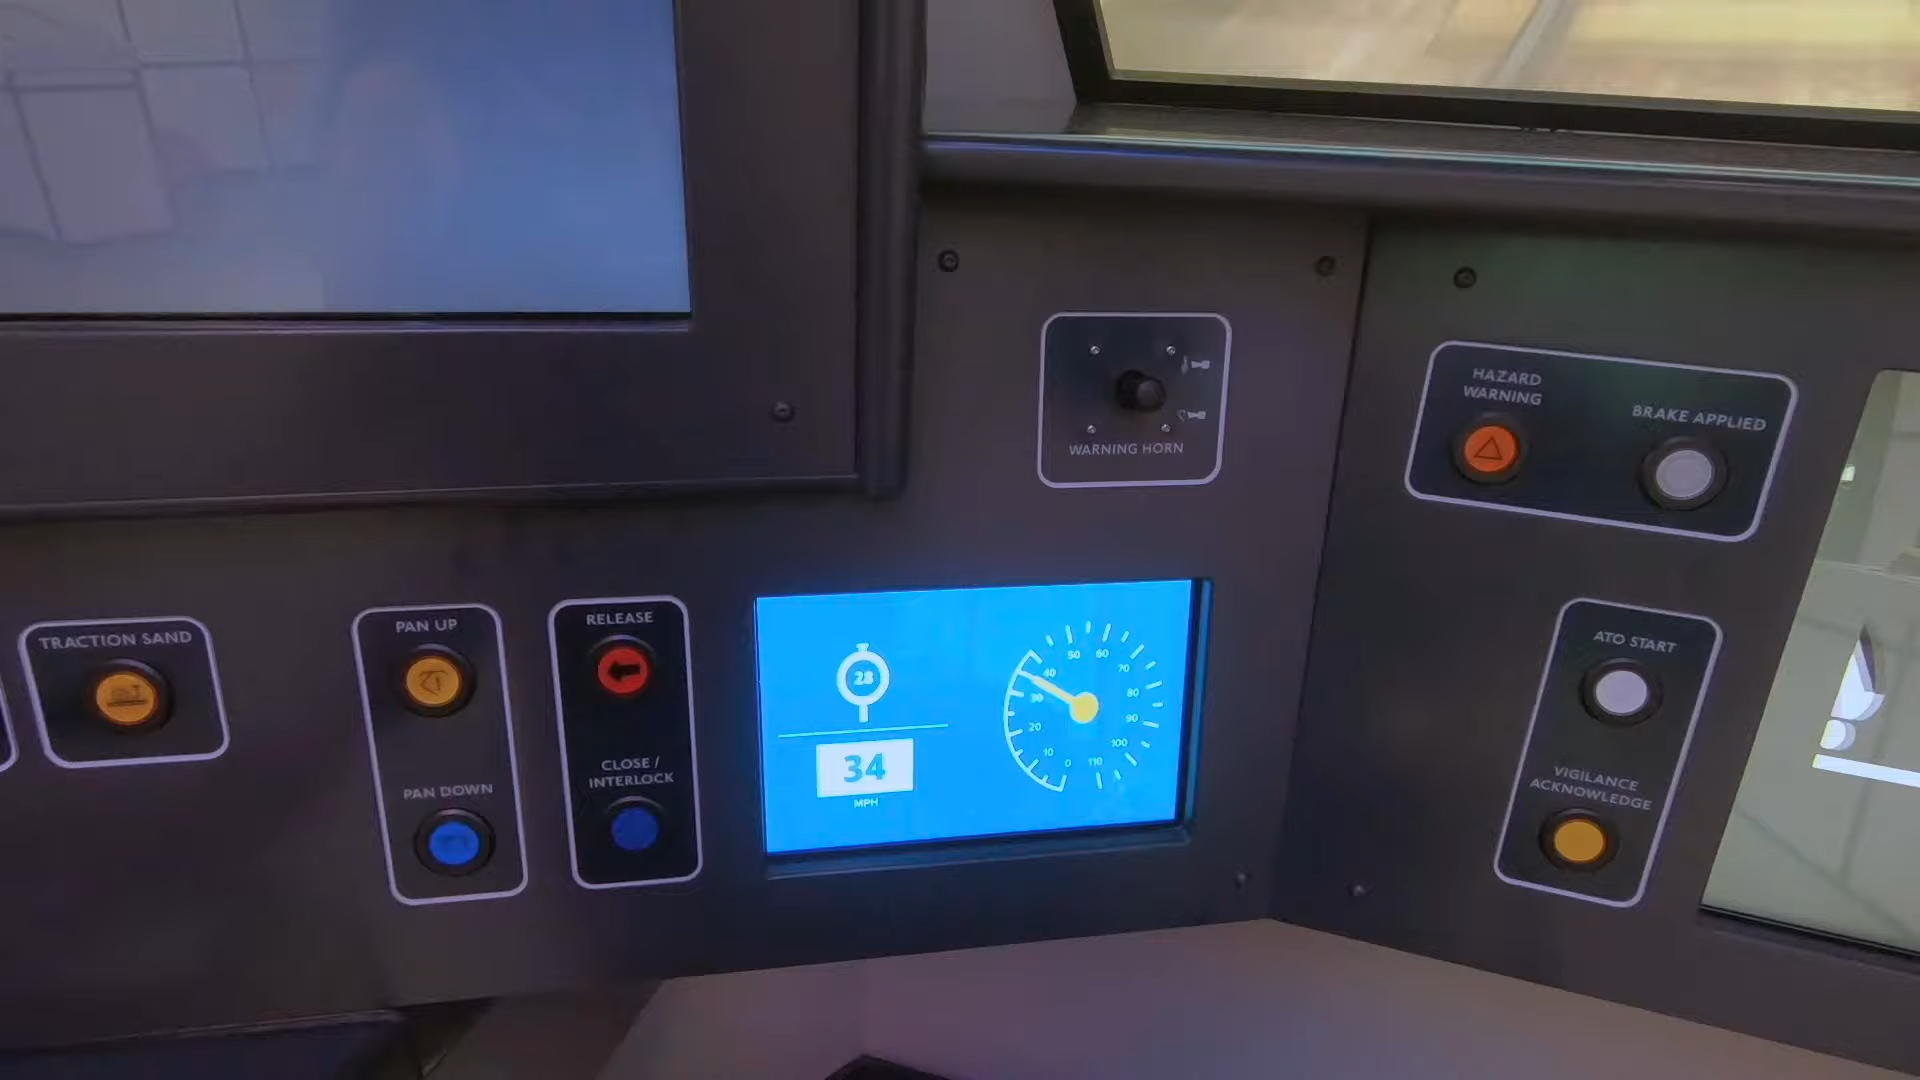 WARNING HORN
HAZARD
WARNING
BRAKE APPLIED
TRACTION SAND
PAN UP
PAN DOWN
RELEASE
CLOSE /
INTERLOCK
28
34
MPH
0
10
20
30
40
50
60
70
80
90
100
110
ATO START
VIGILANCE
ACKNOWLEDGE